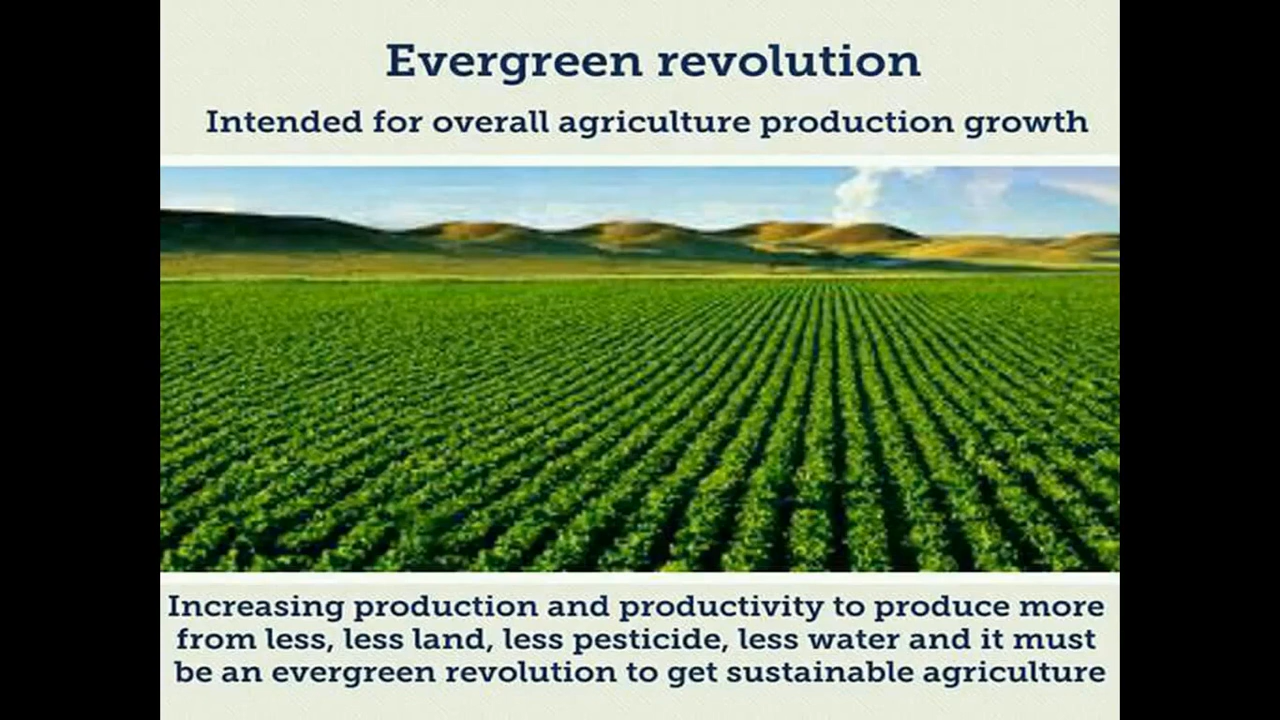 Evergreen revolution
Intended for overall agriculture production growth
Increasing production and productivity to produce more
from less, less land, less pesticide, less water and it must
be an evergreen revolution to get sustainable agriculture